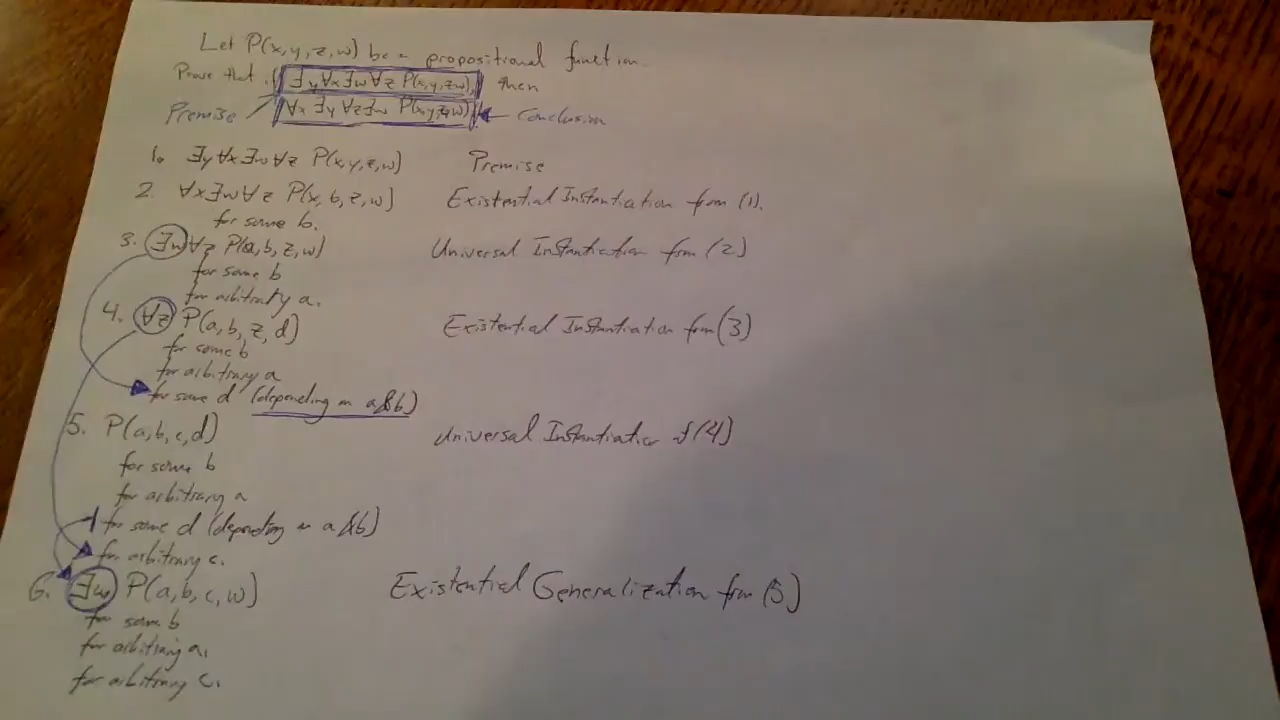 Let P(x,y,z,w) be a propositional function.
Prove that if ∃y∀x∃w∀z P(x,y,z,w), then
Premise ∀x∃y∀z∃w P(x,y,z,w) Conclusion
1. ∃y∀x∃w∀z P(x,y,z,w) Premise
2. ∀x∃w∀z P(x,b,z,w) Existential Instantiation from (1).
for some b.
3. ∃w∀z P(a,b,z,w) Universal Instantiation from (2)
for some b
for arbitrary a.
4. ∀z P(a,b,z,d) Existential Instantiation from (3)
for some b
for arbitrary a
for some d (depending on a&b)
5. P(a,b,c,d) Universal Instantiation of (4)
for some b
for arbitrary a
for some d (depending on a&b)
for arbitrary c.
6. ∃w P(a,b,c,w) Existential Generalization from (5)
for some b
for arbitrary a.
for arbitrary c.